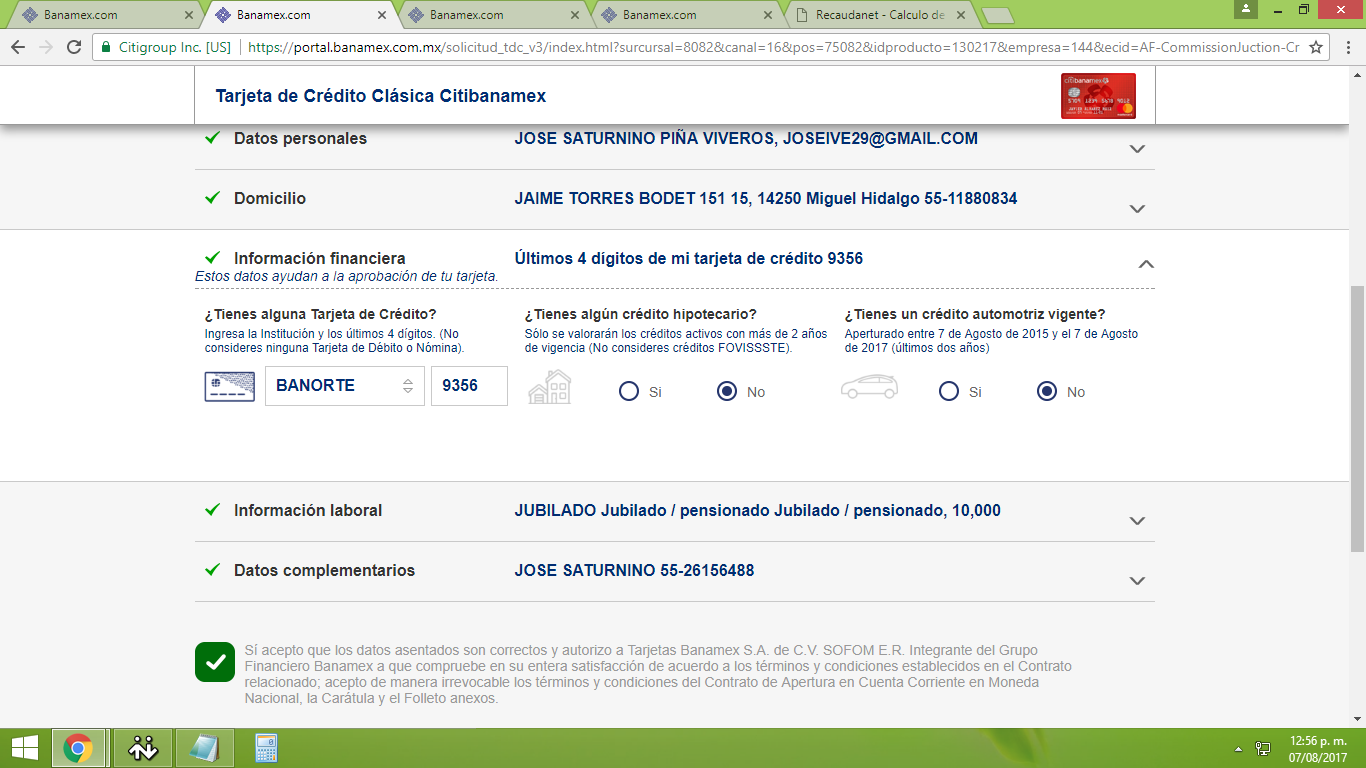 Banamex.com
Banamex.com
Banamex.com
Banamex.com
Recaudanet - Calculo de
Citigroup Inc. [US]
https://portal.banamex.com.mx/solicitud_tdc_v3/index.html?surcursal=8082&canal=16&pos=75082&idproducto=130217&empresa=144&ecid=AF-CommissionJuction-Cr
Tarjeta de Crédito Clásica Citibanamex
citibanamex
Datos personales
JOSE SATURNINO PIÑA VIVEROS, JOSEIVE29@GMAIL.COM
Domicilio
JAIME TORRES BODET 151 15, 14250 Miguel Hidalgo 55-11880834
Información financiera
Últimos 4 dígitos de mi tarjeta de crédito 9356
Estos datos ayudan a la aprobación de tu tarjeta.
¿Tienes alguna Tarjeta de Crédito?
Ingresa la Institución y los últimos 4 dígitos. (No
consideres ninguna Tarjeta de Débito o Nómina).
BANORTE
9356
¿Tienes algún crédito hipotecario?
Sólo se valorarán los créditos activos con más de 2 años
de vigencia (No consideres créditos FOVISSSTE).
Si
No
¿Tienes un crédito automotriz vigente?
Aperturado entre 7 de Agosto de 2015 y el 7 de Agosto
de 2017 (últimos dos años)
Si
No
Información laboral
JUBILADO Jubilado / pensionado Jubilado / pensionado, 10,000
Datos complementarios
JOSE SATURNINO 55-26156488
Sí acepto que los datos asentados son correctos y autorizo a Tarjetas Banamex S.A. de C.V. SOFOM E.R. Integrante del Grupo
Financiero Banamex a que compruebe en su entera satisfacción de acuerdo a los términos y condiciones establecidos en el Contrato
relacionado; acepto de manera irrevocable los términos y condiciones del Contrato de Apertura en Cuenta Corriente en Moneda
Nacional, la Carátula y el Folleto anexos.
12:56 p. m.
07/08/2017